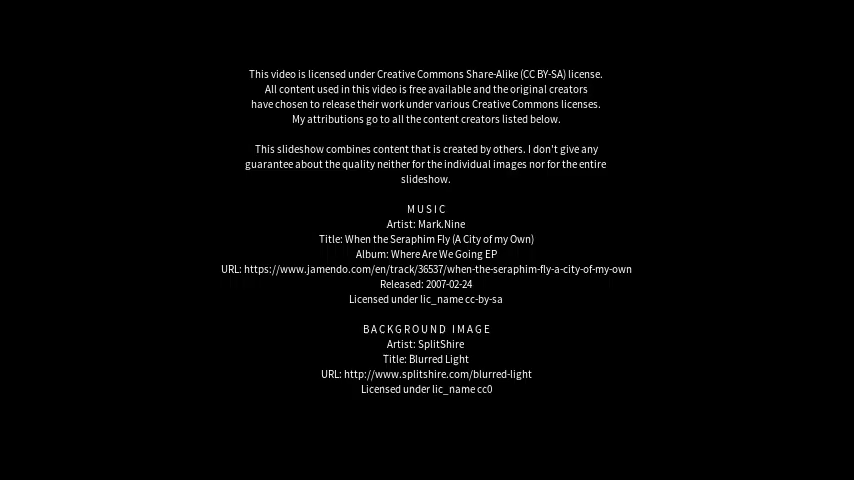 This video is licensed under Creative Commons Share-Alike (CC BY-SA) license.
All content used in this video is free available and the original creators
have chosen to release their work under various Creative Commons licenses.
My attributions go to all the content creators listed below.
This slideshow combines content that is created by others. I don't give any
guarantee about the quality neither for the individual images nor for the entire
slideshow.
MUSIC
Artist: Mark.Nine
Title: When the Seraphim Fly (A City of my Own)
Album: Where Are We Going EP
URL: https://www.jamendo.com/en/track/36537/when-the-seraphim-fly-a-city-of-my-own
Released: 2007-02-24
Licensed under lic_name cc-by-sa
BACKGROUND IMAGE
Artist: SplitShire
Title: Blurred Light
URL: http://www.splitshire.com/blurred-light
Licensed under lic_name cc0